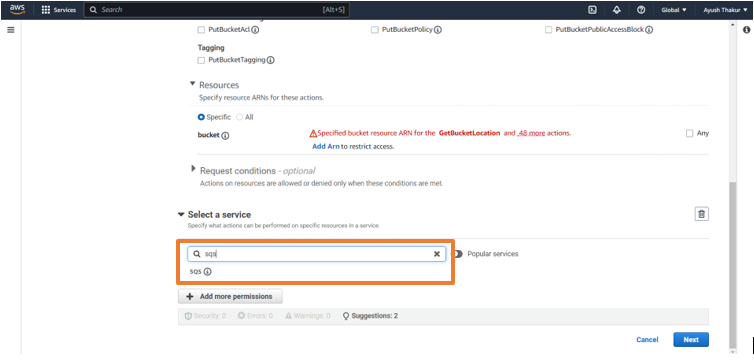 aws Services Search [Alt+S] Global ▾ Ayush Thakur ▾
PutBucketAcl PutBucketPolicy PutBucketPublicAccessBlock
Tagging
PutBucketTagging
Resources
Specify resource ARNs for these actions.
Specific All
bucket Specified bucket resource ARN for the GetBucketLocation and 48 more actions. Any
Add Arn to restrict access.
Request conditions - optional
Actions on resources are allowed or denied only when these conditions are met.
Select a service
Specify what actions can be performed on specific resources in a service.
sqs Popular services
SQS
Add more permissions
Security: 0 Errors: 0 Warnings: 0 Suggestions: 2
Cancel Next